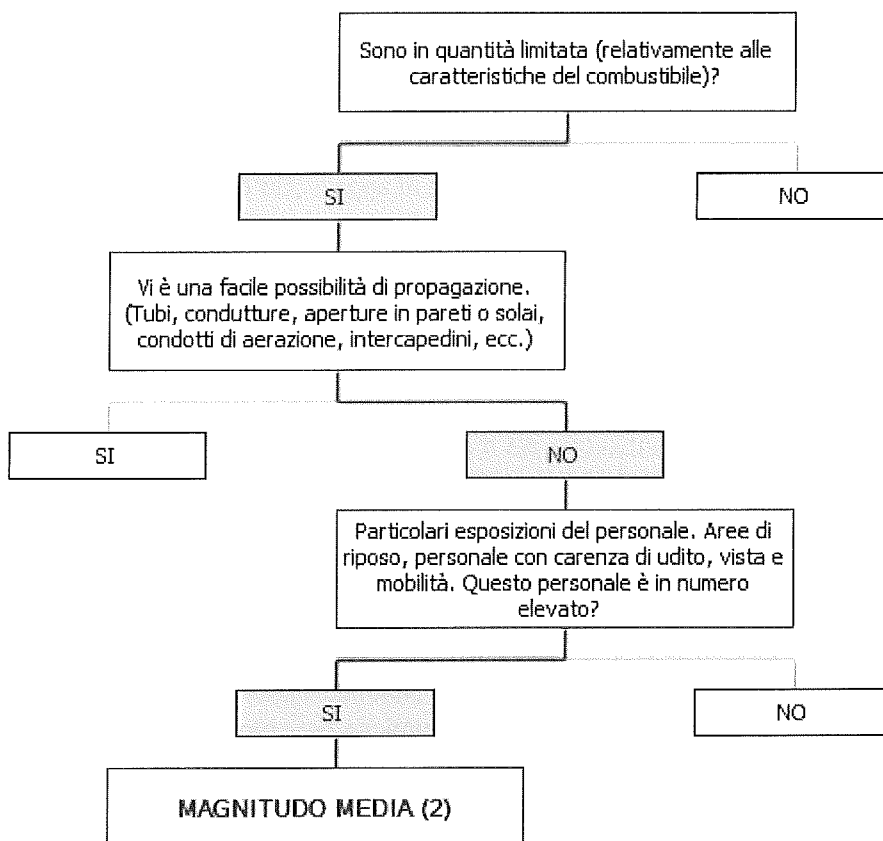 Sono in quantità limitata (relativamente alle
caratteristiche del combustibile)?
SI
NO
Vi è una facile possibilità di propagazione.
(Tubi, condutture, aperture in pareti o solai,
condotti di aerazione, intercapedini, ecc.)
SI
NO
Particolari esposizioni del personale. Aree di
riposo, personale con carenza di udito, vista e
mobilità. Questo personale è in numero
elevato?
SI
NO
MAGNITUDO MEDIA (2)